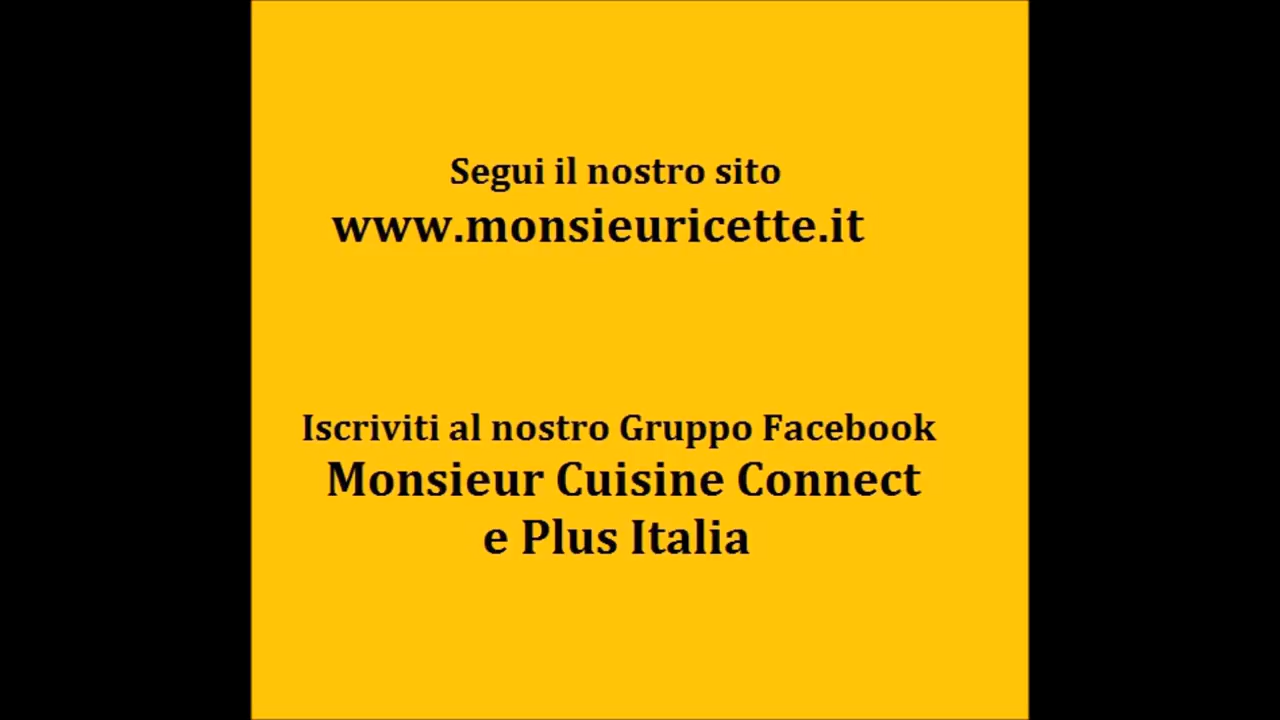 Segui il nostro sito
www.monsieuricette.it
Iscriviti al nostro Gruppo Facebook
Monsieur Cuisine Connect
e Plus Italia